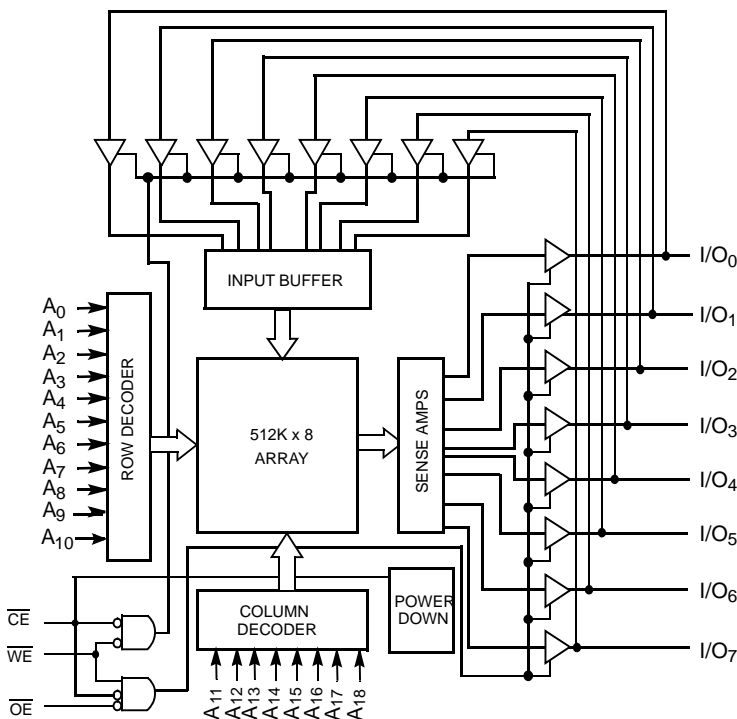 INPUT BUFFER
A0
A1
A2
A3
A4
A5
A6
A7
A8
A9
A10
ROW DECODER
512K x 8
ARRAY
SENSE AMPS
I/O0
I/O1
I/O2
I/O3
I/O4
I/O5
I/O6
I/O7
CE
WE
OE
COLUMN
DECODER
POWER
DOWN
A11
A12
A13
A14
A15
A16
A17
A18